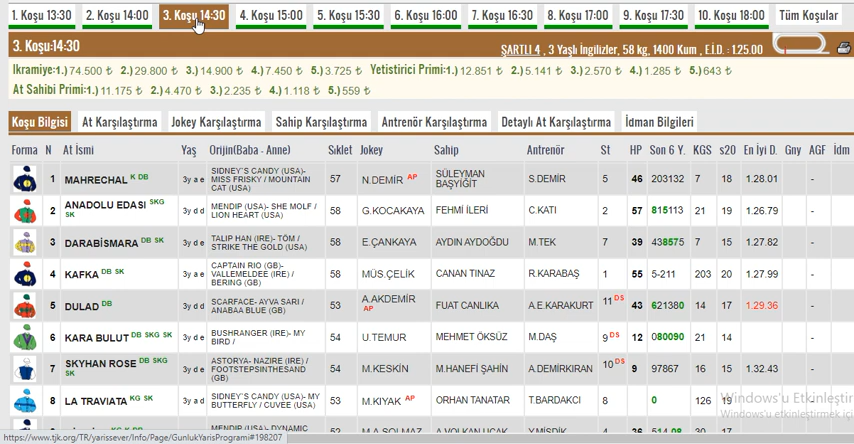 1. Koşu 13:30 2. Koşu 14:00 3. Koşu 14:30 4. Koşu 15:00 5. Koşu 15:30 6. Koşu 16:00 7. Koşu 16:30 8. Koşu 17:00 9. Koşu 17:30 10. Koşu 18:00 Tüm Koşular
3. Koşu:14:30 ŞARTLI 4 , 3 Yaşlı İngilizler, 58 kg, 1400 Kum , E.İ.D. : 1.25.00
Ikramiye:1.) 74.500 ₺ 2.) 29.800 ₺ 3.) 14.900 ₺ 4.) 7.450 ₺ 5.) 3.725 ₺ Yetistirici Primi:1.) 12.851 ₺ 2.) 5.141 ₺ 3.) 2.570 ₺ 4.) 1.285 ₺ 5.) 643 ₺
At Sahibi Primi:1.) 11.175 ₺ 2.) 4.470 ₺ 3.) 2.235 ₺ 4.) 1.118 ₺ 5.) 559 ₺
Koşu Bilgisi At Karşılaştırma Jokey Karşılaştırma Sahip Karşılaştırma Antrenör Karşılaştırma Detaylı At Karşılaştırma İdman Bilgileri
Forma N At İsmi Yaş Orijin(Baba - Anne) Sıklet Jokey Sahip Antrenör St HP Son 6 Y. KGS s20 En İyi D. Gny AGF İdm
1 MAHRECHAL K DB 3y a e SIDNEY'S CANDY (USA)- MISS FRISKY / MOUNTAIN CAT (USA) 57 N.DEMİR AP SÜLEYMAN BAŞYİĞİT S.DEMİR 5 46 203132 7 18 1.28.01 -
2 ANADOLU EDASI SKG SK 3y d d MENDIP (USA)- SHE MOLF / LION HEART (USA) 58 G.KOCAKAYA FEHMİ İLERİ C.KATI 2 57 815113 21 19 1.26.79 -
3 DARABİSMARA DB SK 3y d e TALIP HAN (IRE)- TÖM / STRIKE THE GOLD (USA) 58 E.ÇANKAYA AYDIN AYDOĞDU M.TEK 7 39 438575 7 15 1.27.82 -
4 KAFKA DB SK 3y d e CAPTAIN RIO (GB)- VALLEMELDEE (IRE) / BERING (GB) 58 MÜS.ÇELİK CANAN TINAZ R.KARABAŞ 1 55 5-211 203 20 1.27.99 -
5 DULAD DB 3y d d SCARFACE- AYVA SARI / ANABAA BLUE (GB) 53 A.AKDEMİR AP FUAT CANLIKA A.E.KARAKURT 11 DS 43 621380 14 17 1.29.36 -
6 KARA BULUT DB SKG SK 3y d e BUSHRANGER (IRE)- MY BIRD / 54 U.TEMUR MEHMET ÖKSÜZ M.DAŞ 9 DS 12 080090 21 14 -
7 SKYHAN ROSE DB SKG SK 3y d e ASTORYA- NAZIRE (IRE) / FOOTSTEPSINTHESAND (GB) 54 M.KESKİN M.HANEFİ ŞAHİN A.DEMİRKIRAN 10 DS 9 97867 16 15 1.32.43 -
8 LA TRAVIATA KG SK 3y a d SIDNEY'S CANDY (USA)- MY BUTTERFLY / CUVEE (USA) 53 M.KIYAK AP ORHAN TANATAR T.BARDAKCI 8 0 126 19
Windows'u Etkinleştir
Windows'u etkinleştirmek iç
https://www.tjk.org/TR/yarissever/Info/Page/GunlukYarisProgrami#198207